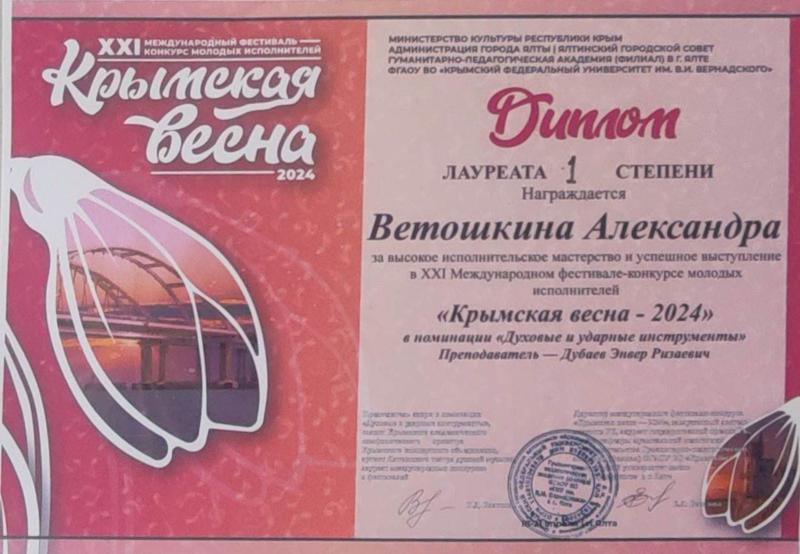 XXI МЕЖДУНАРОДНЫЙ ФЕСТИВАЛЬ–
КОНКУРС МОЛОДЫХ ИСПОЛНИТЕЛЕЙ
Крымская
весна
2024
МИНИСТЕРСТВО КУЛЬТУРЫ РЕСПУБЛИКИ КРЫМ
АДМИНИСТРАЦИЯ ГОРОДА ЯЛТЫ | ЯЛТИНСКИЙ ГОРОДСКОЙ СОВЕТ
ГУМАНИТАРНО-ПЕДАГОГИЧЕСКАЯ АКАДЕМИЯ (ФИЛИАЛ) В Г. ЯЛТЕ
ФГАОУ ВО «КРЫМСКИЙ ФЕДЕРАЛЬНЫЙ УНИВЕРСИТЕТ ИМ. В.И. ВЕРНАДСКОГО»
Диплом
ЛАУРЕАТА 1 СТЕПЕНИ
Награждается
Ветошкина Александра
за высокое исполнительское мастерство и успешное выступление
в XXI Международном фестивале-конкурсе молодых
исполнителей
«Крымская весна - 2024»
в номинации «Духовые и ударные инструменты»
Преподаватель — Дубаев Энвер Ризаевич